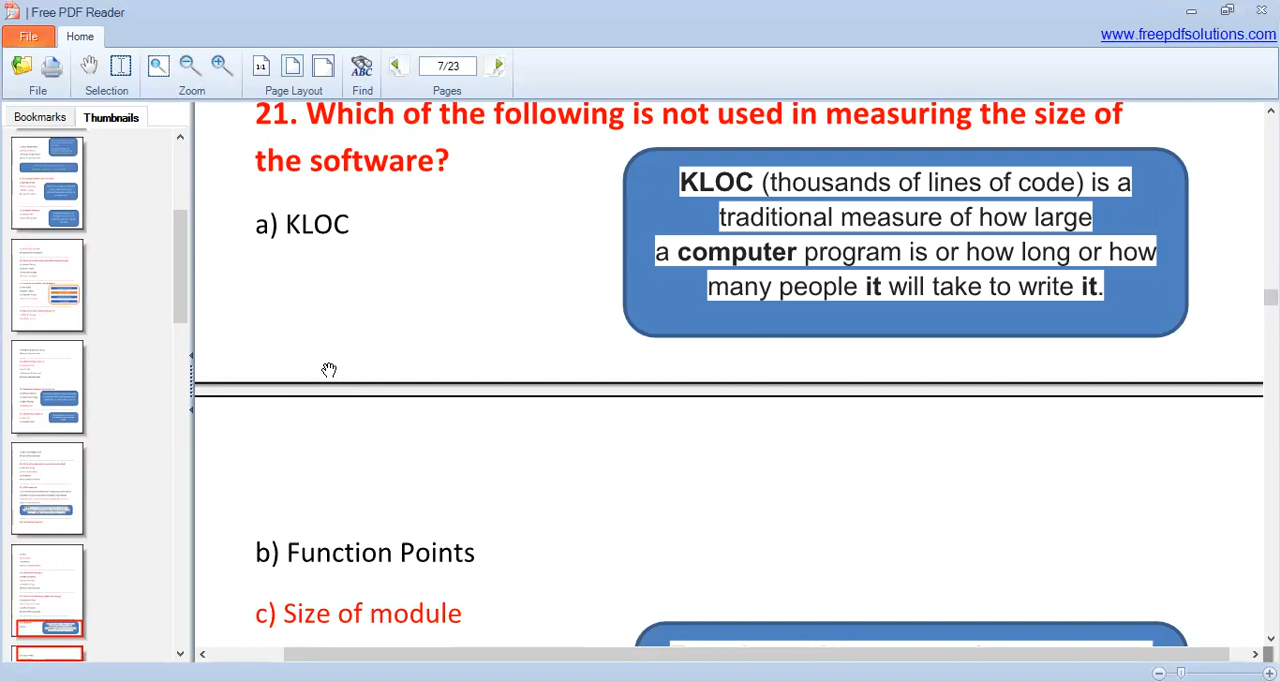 | Free PDF Reader
File
Home
www.freepdfsolutions.com
1:1
ABC
7/23
File
Selection
Zoom
Page Layout
Find
Pages
Bookmarks
Thumbnails
21. Which of the following is not used in measuring the size of
the software?
KLOC (thousands of lines of code) is a
traditional measure of how large
a computer program is or how long or how
many people it will take to write it.
a) KLOC
b) Function Points
c) Size of module